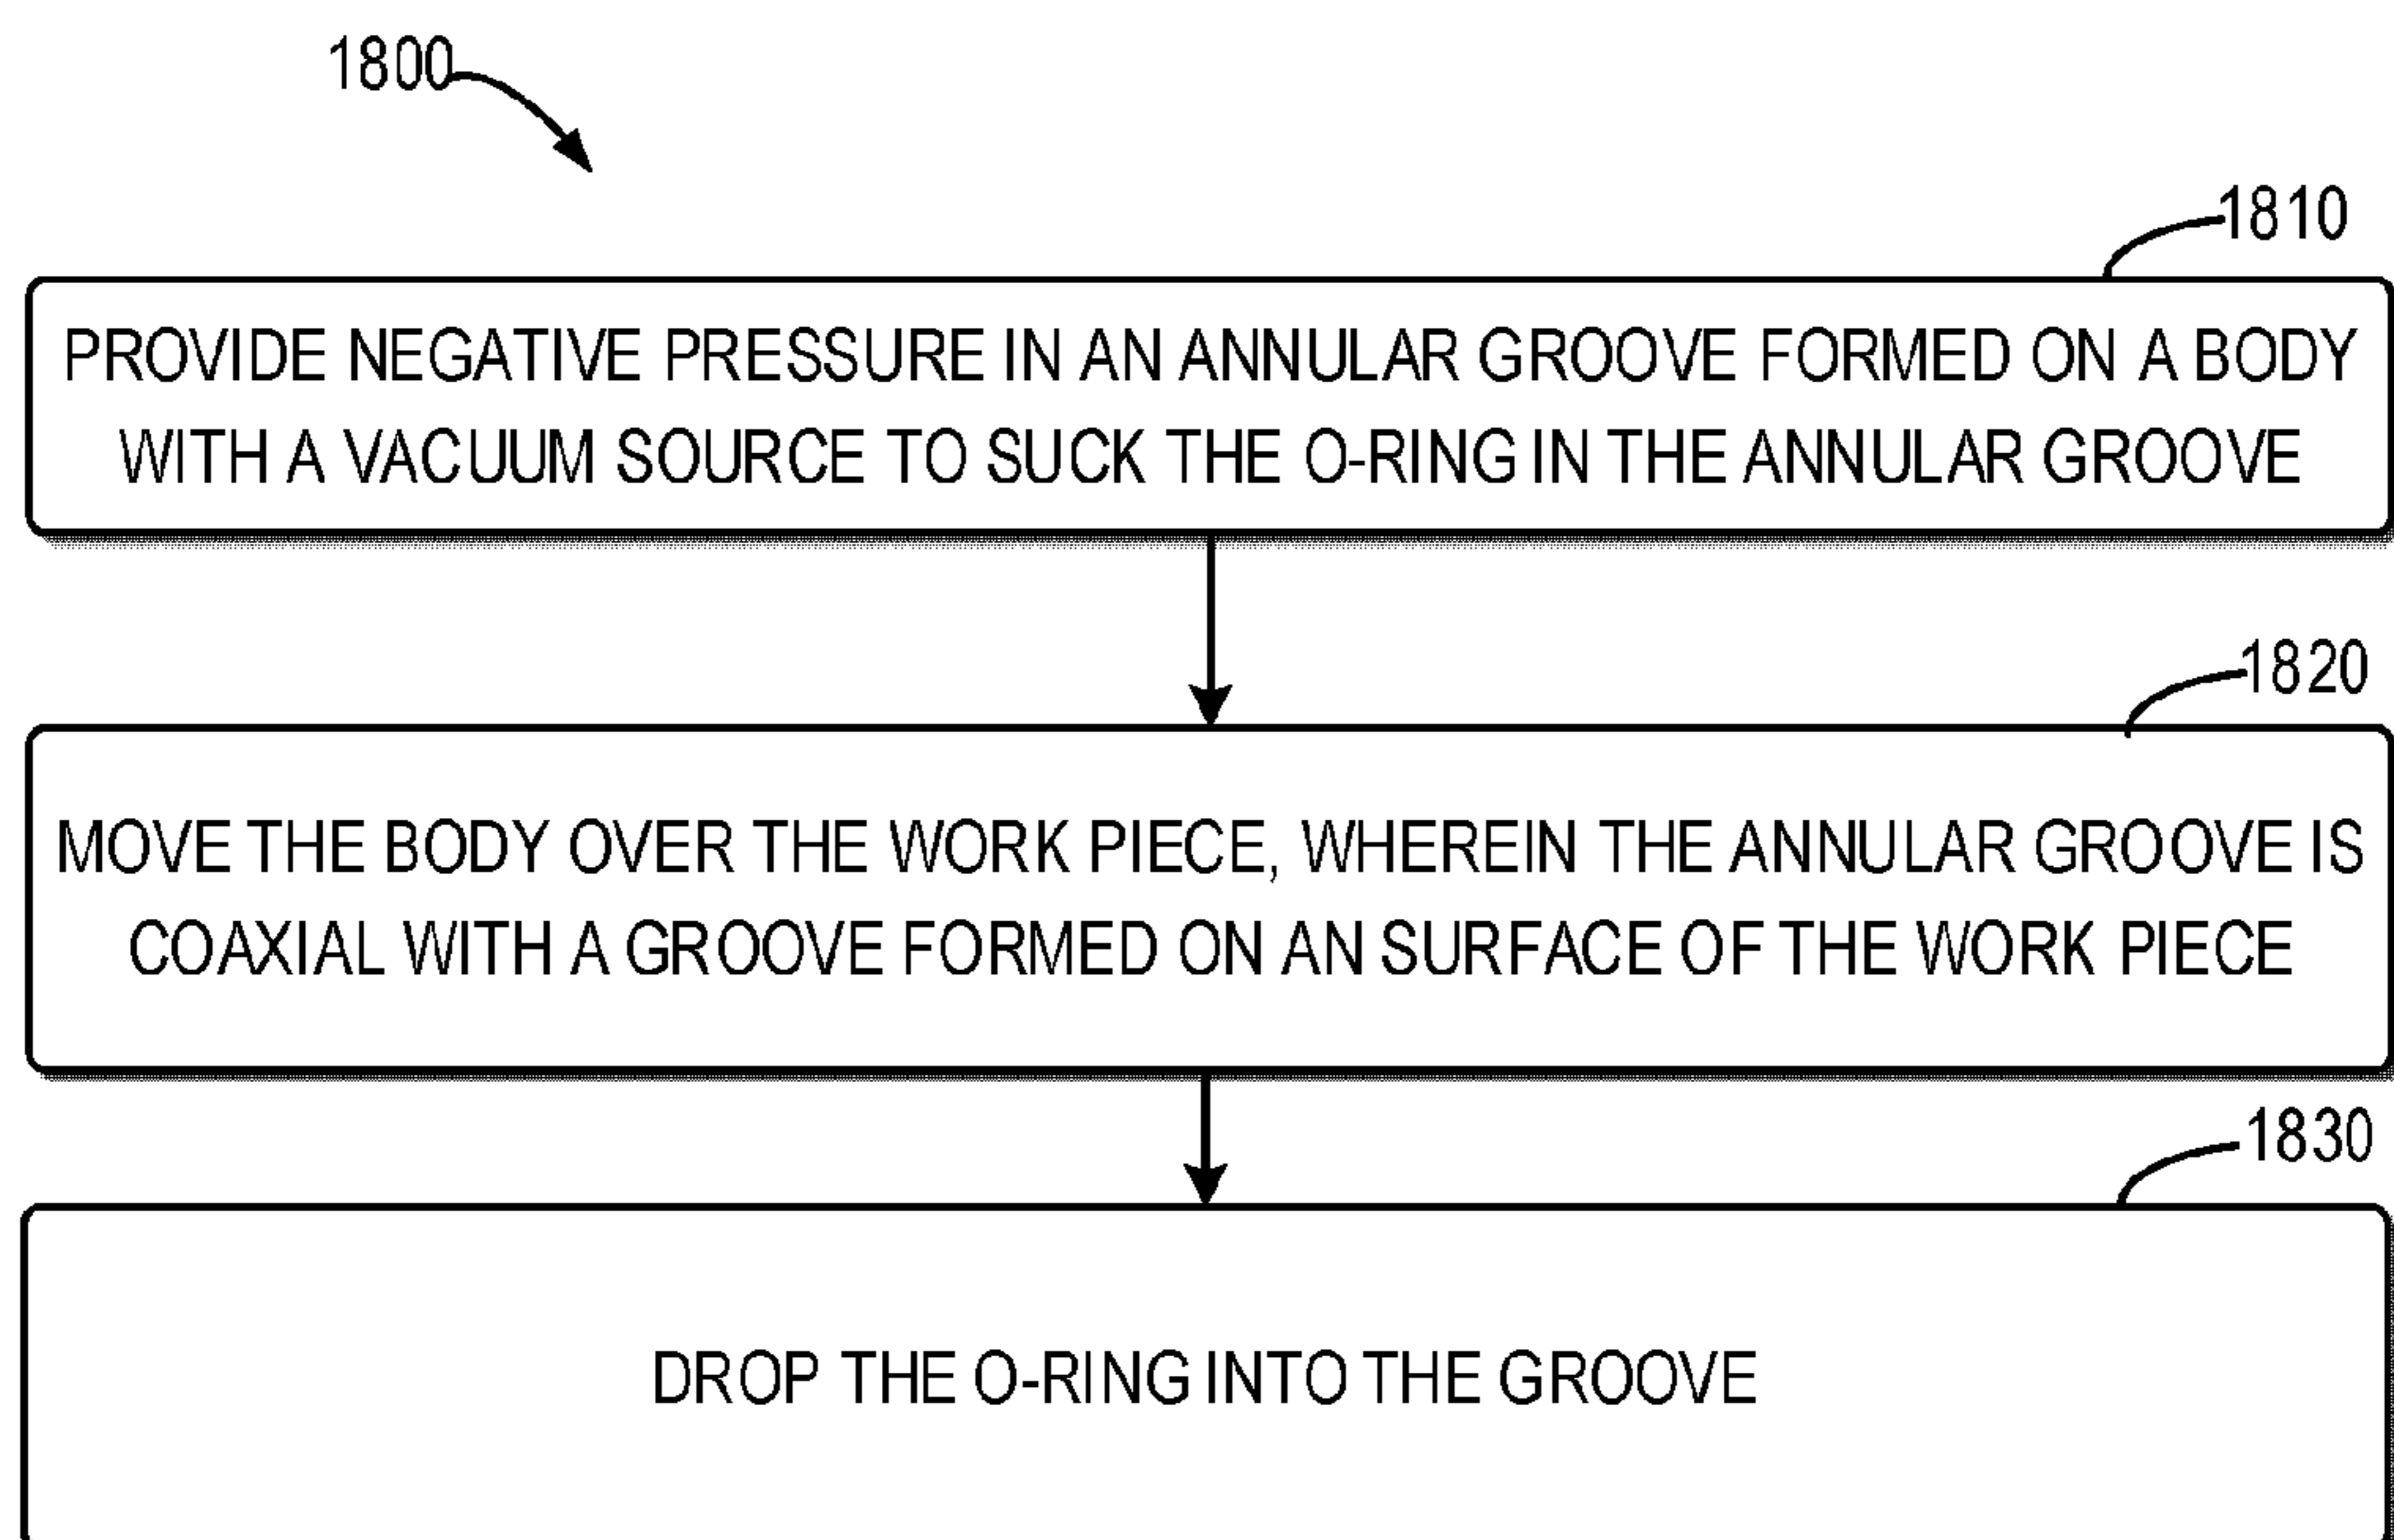 1800
1810
PROVIDE NEGATIVE PRESSURE IN AN ANNULAR GROOVE FORMED ON A BODY
WITH A VACUUM SOURCE TO SUCK THE O-RING IN THE ANNULAR GROOVE
1820
MOVE THE BODY OVER THE WORK PIECE, WHEREIN THE ANNULAR GROOVE IS
COAXIAL WITH A GROOVE FORMED ON AN SURFACE OF THE WORK PIECE
1830
DROP THE O-RING INTO THE GROOVE